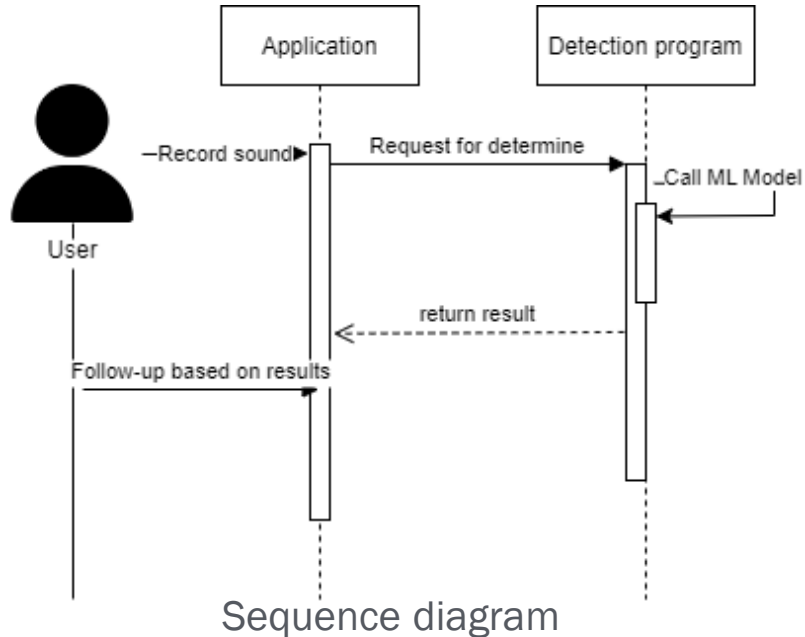 Application
Detection program
Record sound
Request for determine
Call ML Model
User
return result
Follow-up based on results
Sequence diagram